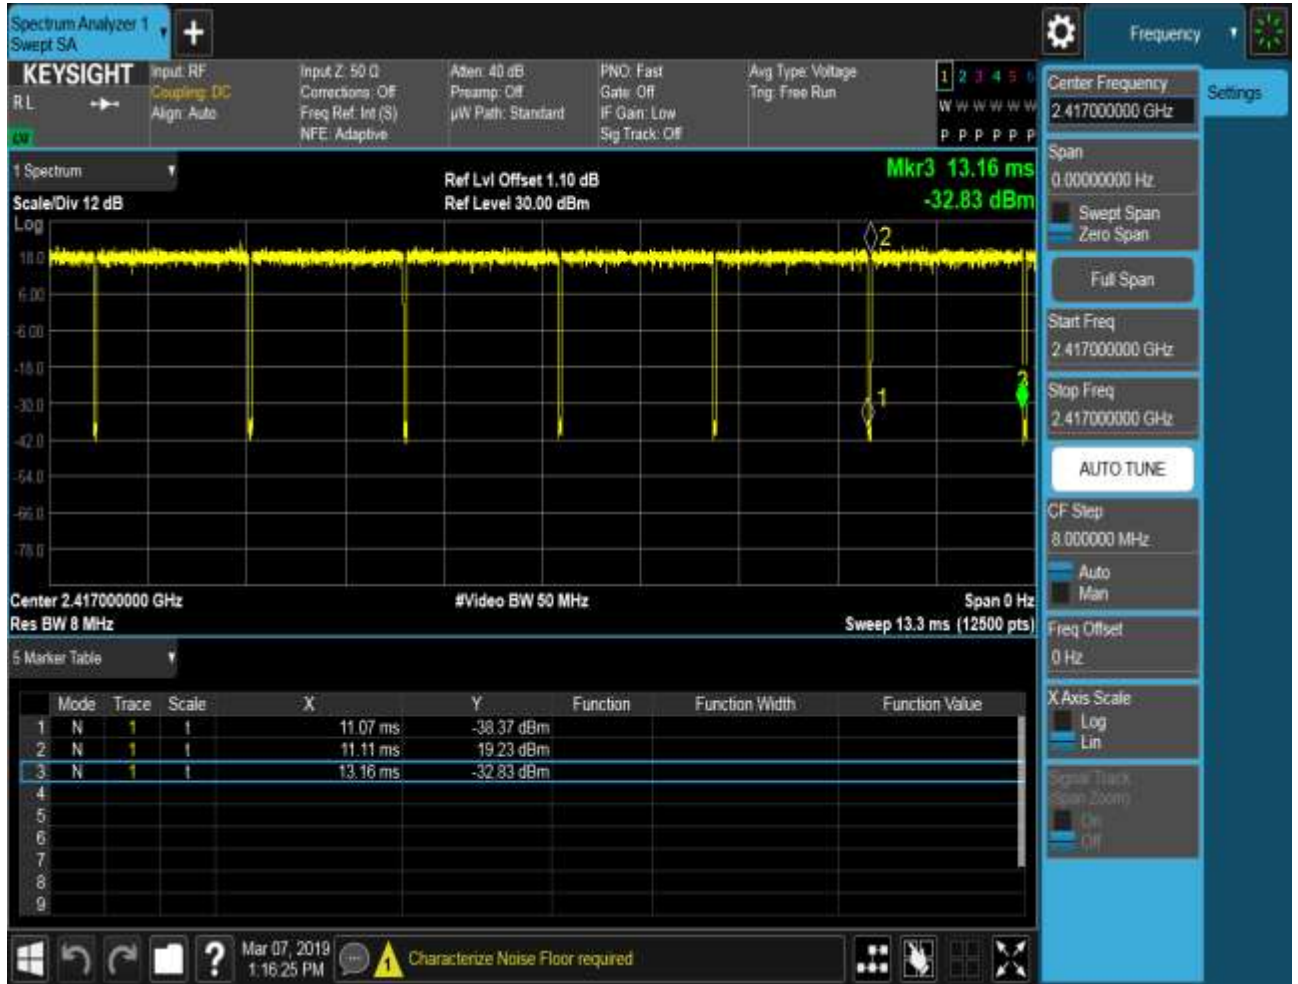 Spectrum Analyzer 1
Swept SA
+
Frequency
KEYSIGHT
RL
Input: RF
Coupling: DC
Align: Auto
Input Z: 50 Ω
Corrections: Off
Freq Ref: Int (S)
NFE: Adaptive
Atten: 40 dB
Preamp: Off
µW Path: Standard
PNO: Fast
Gate: Off
IF Gain: Low
Sig Track: Off
Avg Type: Voltage
Trig: Free Run
1 2 3 4 5 6
W W W W W W
P P P P P P
1 Spectrum
Scale/Div 12 dB
Ref Lvl Offset 1.10 dB
Ref Level 30.00 dBm
Mkr3 13.16 ms
-32.83 dBm
Log
18.0
6.00
-6.00
-18.0
-30.0
-42.0
-54.0
-66.0
-78.0
2
1
3
Center 2.417000000 GHz
#Video BW 50 MHz
Span 0 Hz
Res BW 8 MHz
Sweep 13.3 ms (12500 pts)
5 Marker Table
Mode Trace Scale X Y Function Function Width Function Value
1 N 1 t 11.07 ms -38.37 dBm
2 N 1 t 11.11 ms 19.23 dBm
3 N 1 t 13.16 ms -32.83 dBm
4
5
6
7
8
9
Mar 07, 2019
1:16:25 PM
?
1
Characterize Noise Floor required
Settings
Center Frequency
2.417000000 GHz
Span
0.00000000 Hz
Swept Span
Zero Span
Full Span
Start Freq
2.417000000 GHz
Stop Freq
2.417000000 GHz
AUTO TUNE
CF Step
8.000000 MHz
Auto
Man
Freq Offset
0 Hz
X Axis Scale
Log
Lin
Signal Track
(Span Zoom)
On
Off